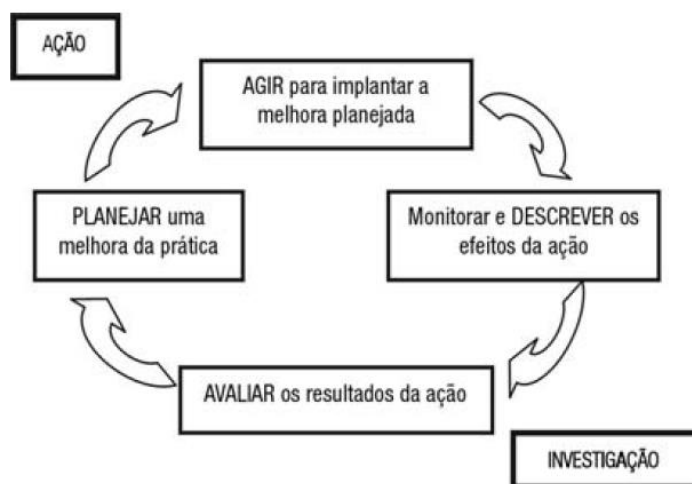 AÇÃO
AGIR para implantar a
melhora planejada
PLANEJAR uma
melhora da prática
Monitorar e DESCREVER os
efeitos da ação
AVALIAR os resultados da ação
INVESTIGAÇÃO